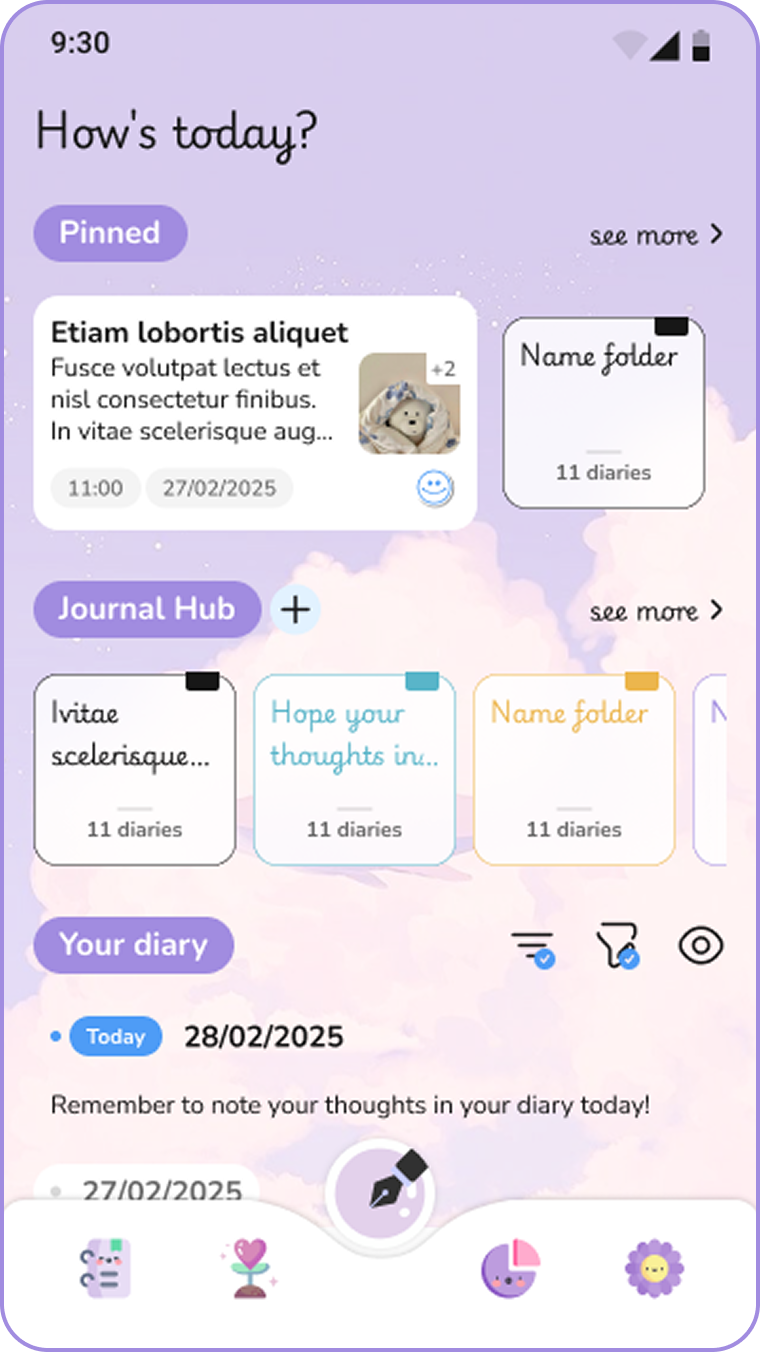 9:30
How's today?
Pinned
see more
Etiam lobortis aliquet
Fusce volutpat lectus et
nisl consectetur finibus.
In vitae scelerisque aug...
+2
11:00
27/02/2025
Name folder
11 diaries
Journal Hub
see more
Ivitae
scelerisque...
11 diaries
Hope your
thoughts in...
11 diaries
Name folder
11 diaries
N
Your diary
Today
28/02/2025
Remember to note your thoughts in your diary today!
27/02/2025